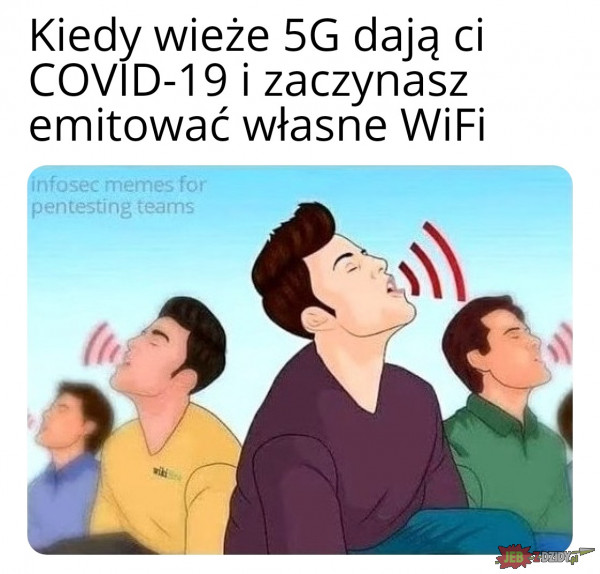 Kiedy wieże 5G dają ci
COVID-19 i zaczynasz
emitować własne WiFi
infosec memes for
pentesting teams
wiki
JEB
DZIDY.pl